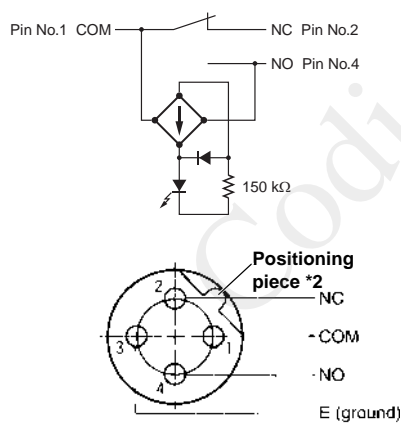 Pin No.1 COM
NC Pin No.2
NO Pin No.4
150 kΩ
Positioning
piece *2
2
NC
3
1
COM
4
NO
E (ground)
Codi